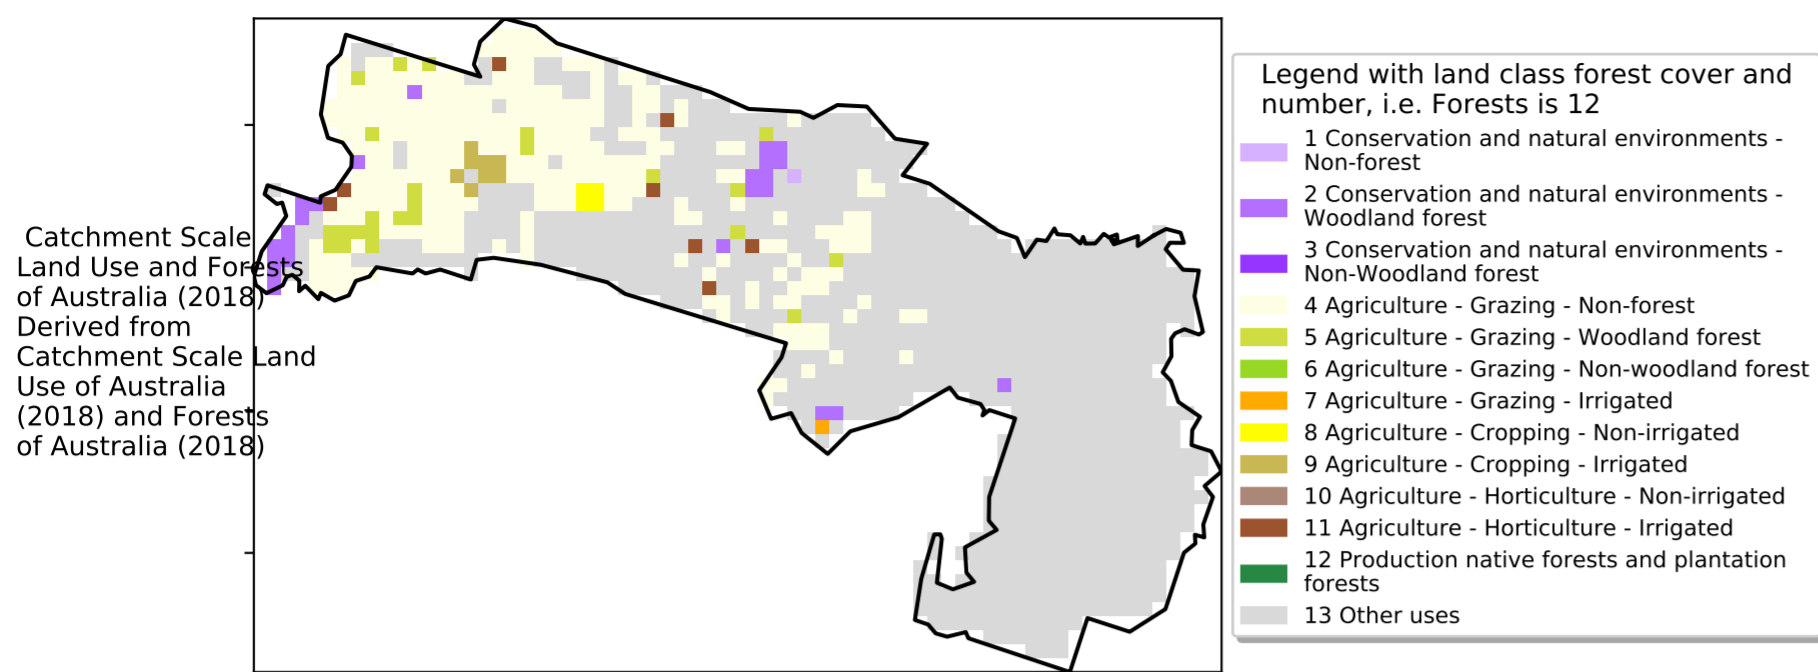 Catchment Scale
Land Use and Forests
of Australia (2018)
Derived from
Catchment Scale Land
Use of Australia
(2018) and Forests
of Australia (2018)
Legend with land class forest cover and
number, i.e. Forests is 12
1 Conservation and natural environments -
Non-forest
2 Conservation and natural environments -
Woodland forest
3 Conservation and natural environments -
Non-Woodland forest
4 Agriculture - Grazing - Non-forest
5 Agriculture - Grazing - Woodland forest
6 Agriculture - Grazing - Non-woodland forest
7 Agriculture - Grazing - Irrigated
8 Agriculture - Cropping - Non-irrigated
9 Agriculture - Cropping - Irrigated
10 Agriculture - Horticulture - Non-irrigated
11 Agriculture - Horticulture - Irrigated
12 Production native forests and plantation
forests
13 Other uses